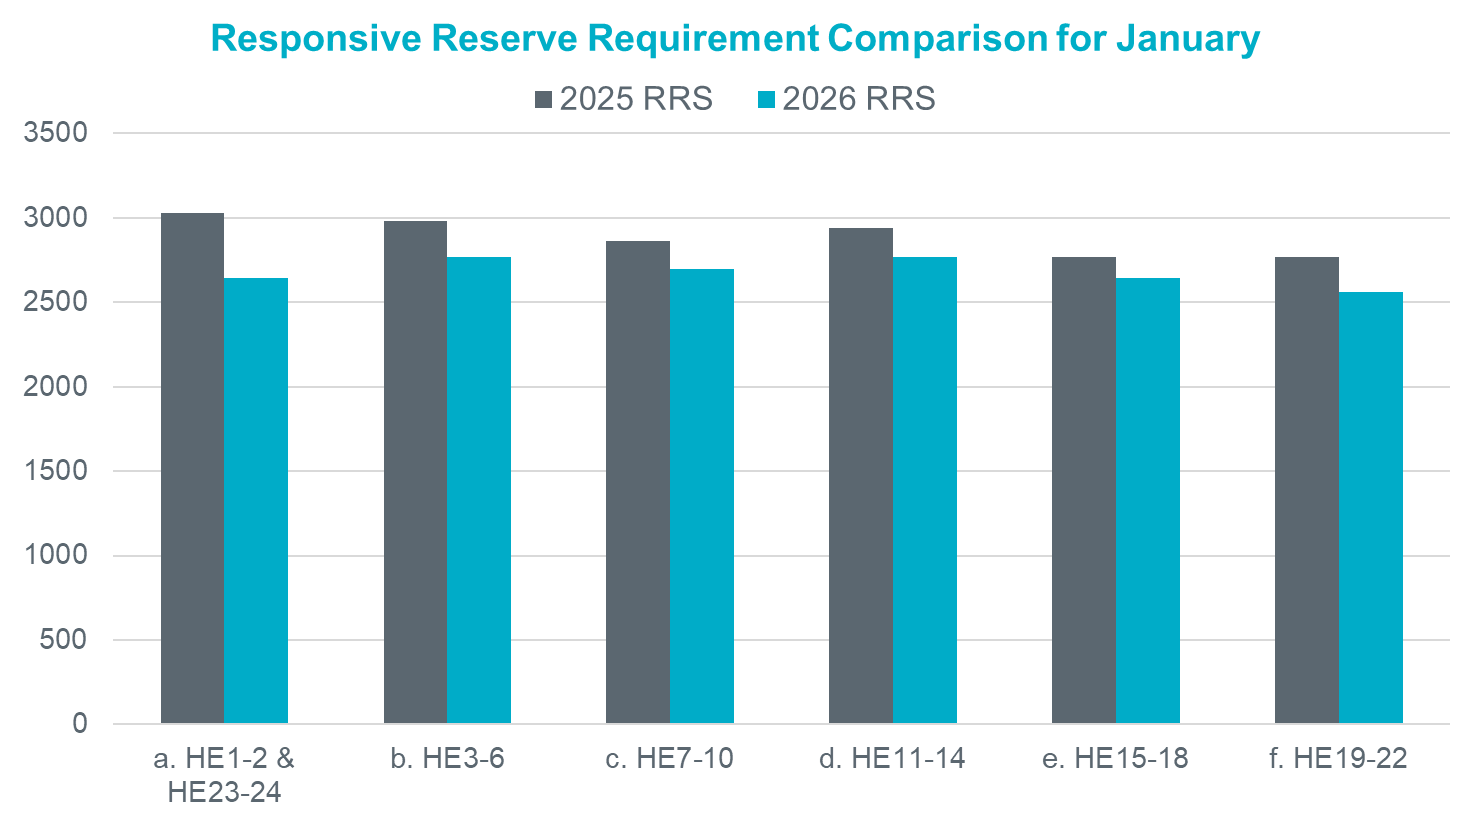 Responsive Reserve Requirement Comparison for January
2025 RRS 2026 RRS
3500
3000
2500
2000
1500
1000
500
0
a. HE1-2 &
HE23-24
b. HE3-6
c. HE7-10
d. HE11-14
e. HE15-18
f. HE19-22